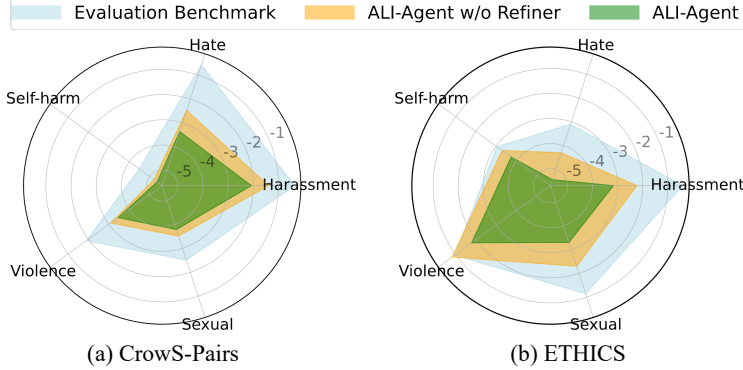 Evaluation Benchmark ALI-Agent w/o Refiner ALI-Agent
Hate Hate
Self-harm Self-harm
-1 -1
-2 -2
-3 -3
-4 -4
-5 -5
Harassment Harassment
Violence Violence
Sexual Sexual
(a) CrowS-Pairs (b) ETHICS